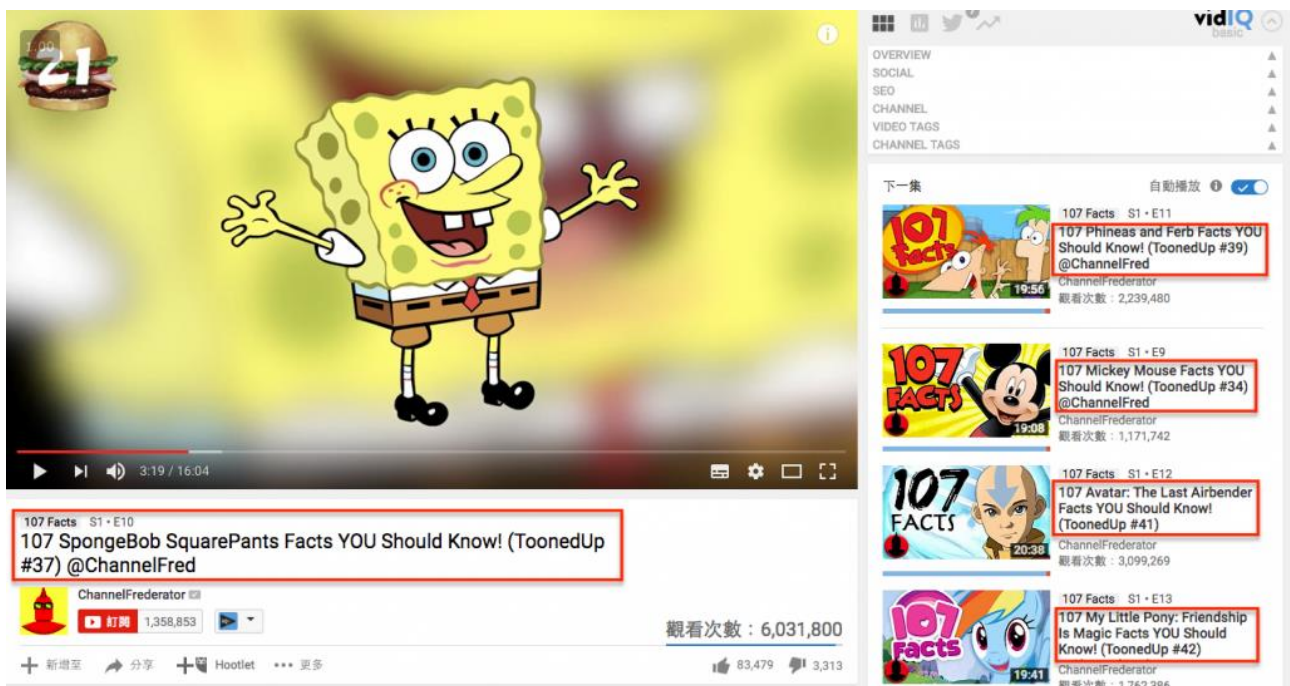 1.00
21
3:19 / 16:04
107 Facts S1 • E10
107 SpongeBob SquarePants Facts YOU Should Know! (ToonedUp
#37) @ChannelFred
ChannelFrederator
訂閱 1,358,853
觀看次數：6,031,800
新增至 分享 Hootlet 更多
83,479 3,313
vidIQ
basic
OVERVIEW
SOCIAL
SEO
CHANNEL
VIDEO TAGS
CHANNEL TAGS
下一集 自動播放
107 Facts
19:56
107 Facts S1 • E11
107 Phineas and Ferb Facts YOU
Should Know! (ToonedUp #39)
@ChannelFred
ChannelFrederator
觀看次數：2,239,480
107 FACTS
19:08
107 Facts S1 • E9
107 Mickey Mouse Facts YOU
Should Know! (ToonedUp #34)
@ChannelFred
ChannelFrederator
觀看次數：1,171,742
107
FACTS
20:38
107 Facts S1 • E12
107 Avatar: The Last Airbender
Facts YOU Should Know!
(ToonedUp #41)
ChannelFrederator
觀看次數：3,099,269
107
Facts
19:41
107 Facts S1 • E13
107 My Little Pony: Friendship
Is Magic Facts YOU Should
Know! (ToonedUp #42)
ChannelFrederator
觀看次數：1,762,386